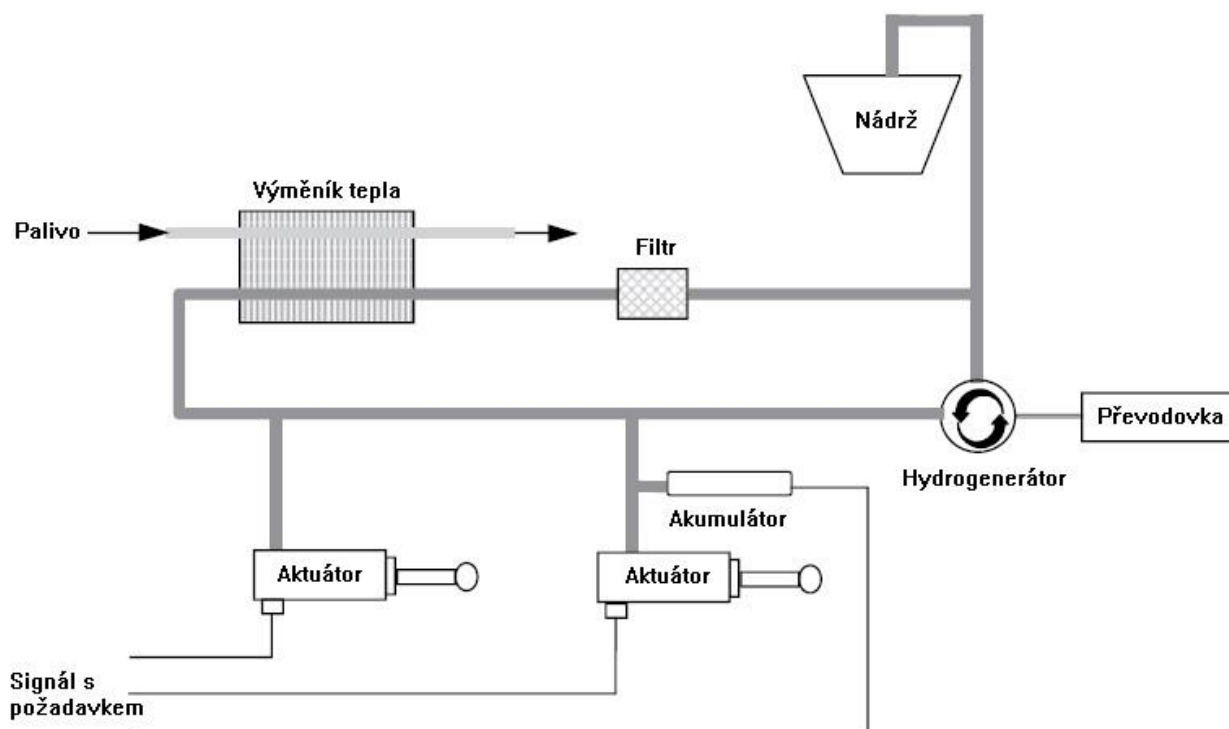 Nádrž
Výměník tepla
Palivo
Filtr
Převodovka
Hydrogenerátor
Akumulátor
Aktuátor
Aktuátor
Signál s
požadavkem